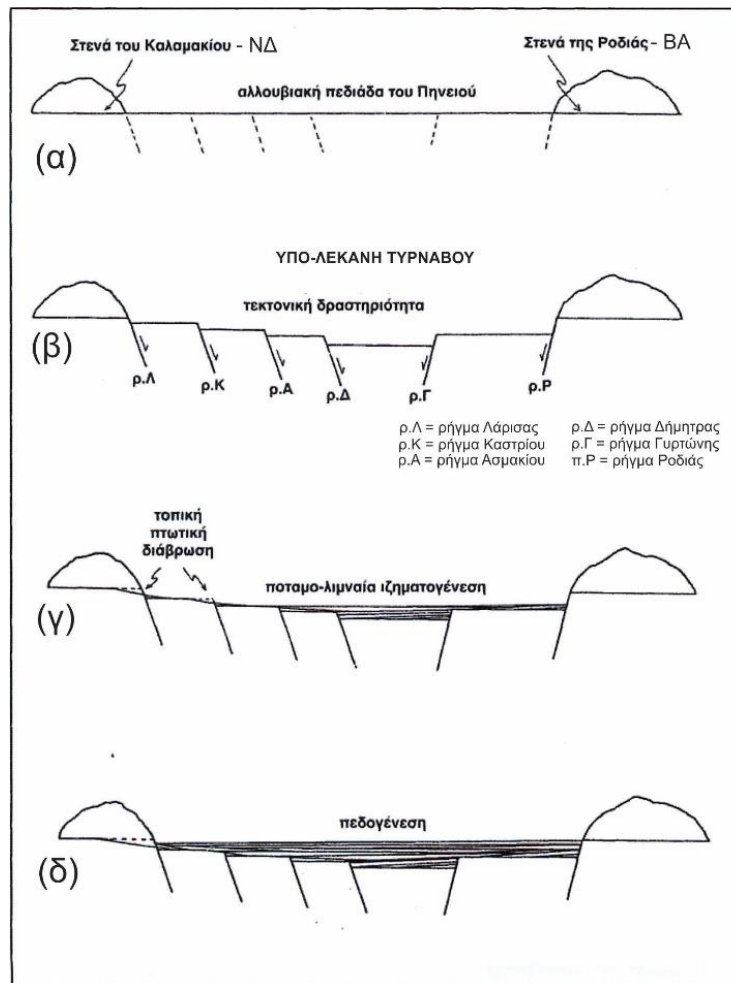 Στενά του Καλαμακίου - ΝΔ
Στενά της Ροδιάς - ΒΑ
αλλουβιακή πεδιάδα του Πηνειού
(α)
ΥΠΟ-ΛΕΚΑΝΗ ΤΥΡΝΑΒΟΥ
τεκτονική δραστηριότητα
(β)
ρ.Λ
ρ.Κ
ρ.Α
ρ.Δ
ρ.Γ
ρ.Ρ
ρ.Λ = ρήγμα Λάρισας
ρ.Δ = ρήγμα Δήμητρας
ρ.Κ = ρήγμα Καστρίου
ρ.Γ = ρήγμα Γυρτώνης
ρ.Α = ρήγμα Ασμακίου
π.Ρ = ρήγμα Ροδιάς
τοπική
πτωτική
διάβρωση
ποταμο-λιμναία ιζηματογένεση
(γ)
πεδογένεση
(δ)